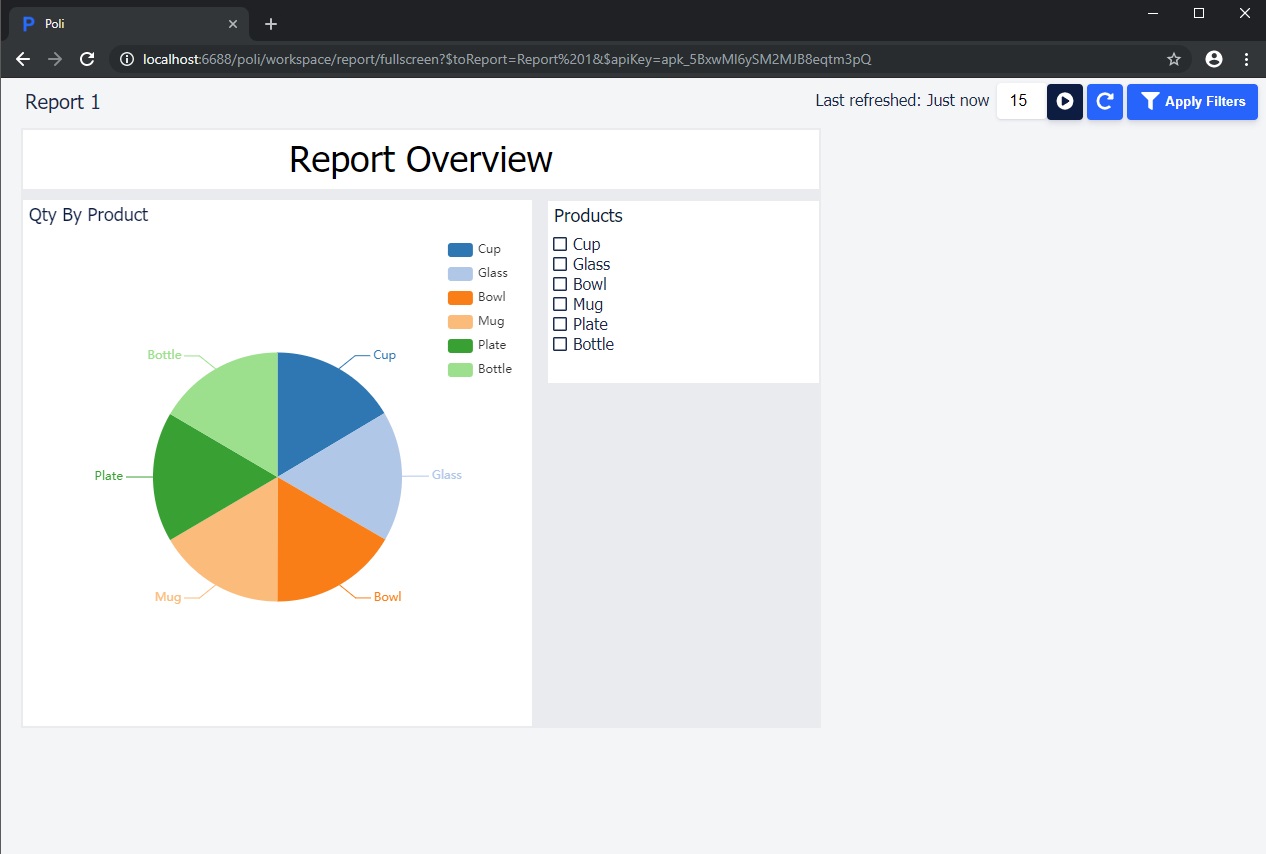 Poli
localhost:6688/poli/workspace/report/fullscreen?$toReport=Report%201&$apiKey=apk_5BxwMI6ySM2MJB8eqtm3pQ
Report 1
Last refreshed: Just now
15
Apply Filters
Report Overview
Qty By Product
Cup
Glass
Bowl
Mug
Plate
Bottle
Bottle
Cup
Plate
Glass
Mug
Bowl
Products
Cup
Glass
Bowl
Mug
Plate
Bottle